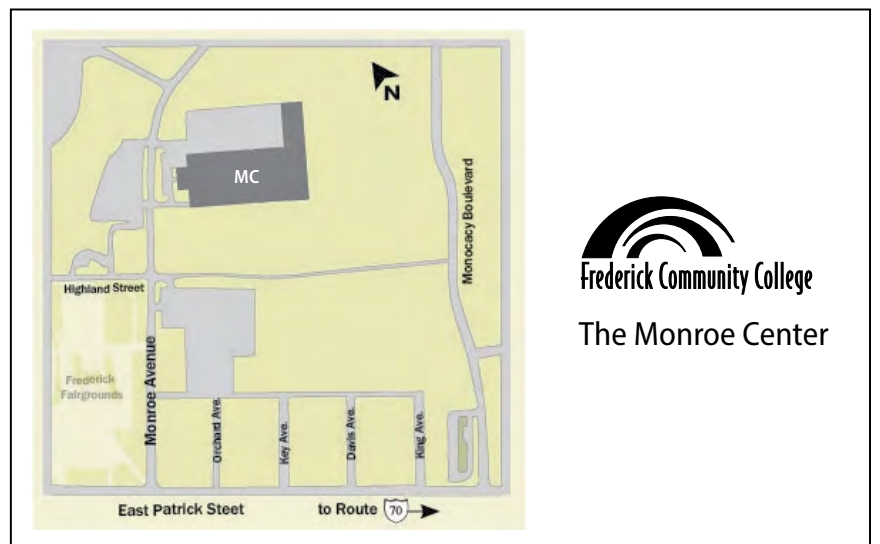 N
MC
Monocacy Boulevard
Highland Street
Frederick
Fairgrounds
Monroe Avenue
Orchard Ave.
Key Ave.
Davis Ave.
King Ave.
East Patrick Steet
to Route 70
Frederick Community College
The Monroe Center